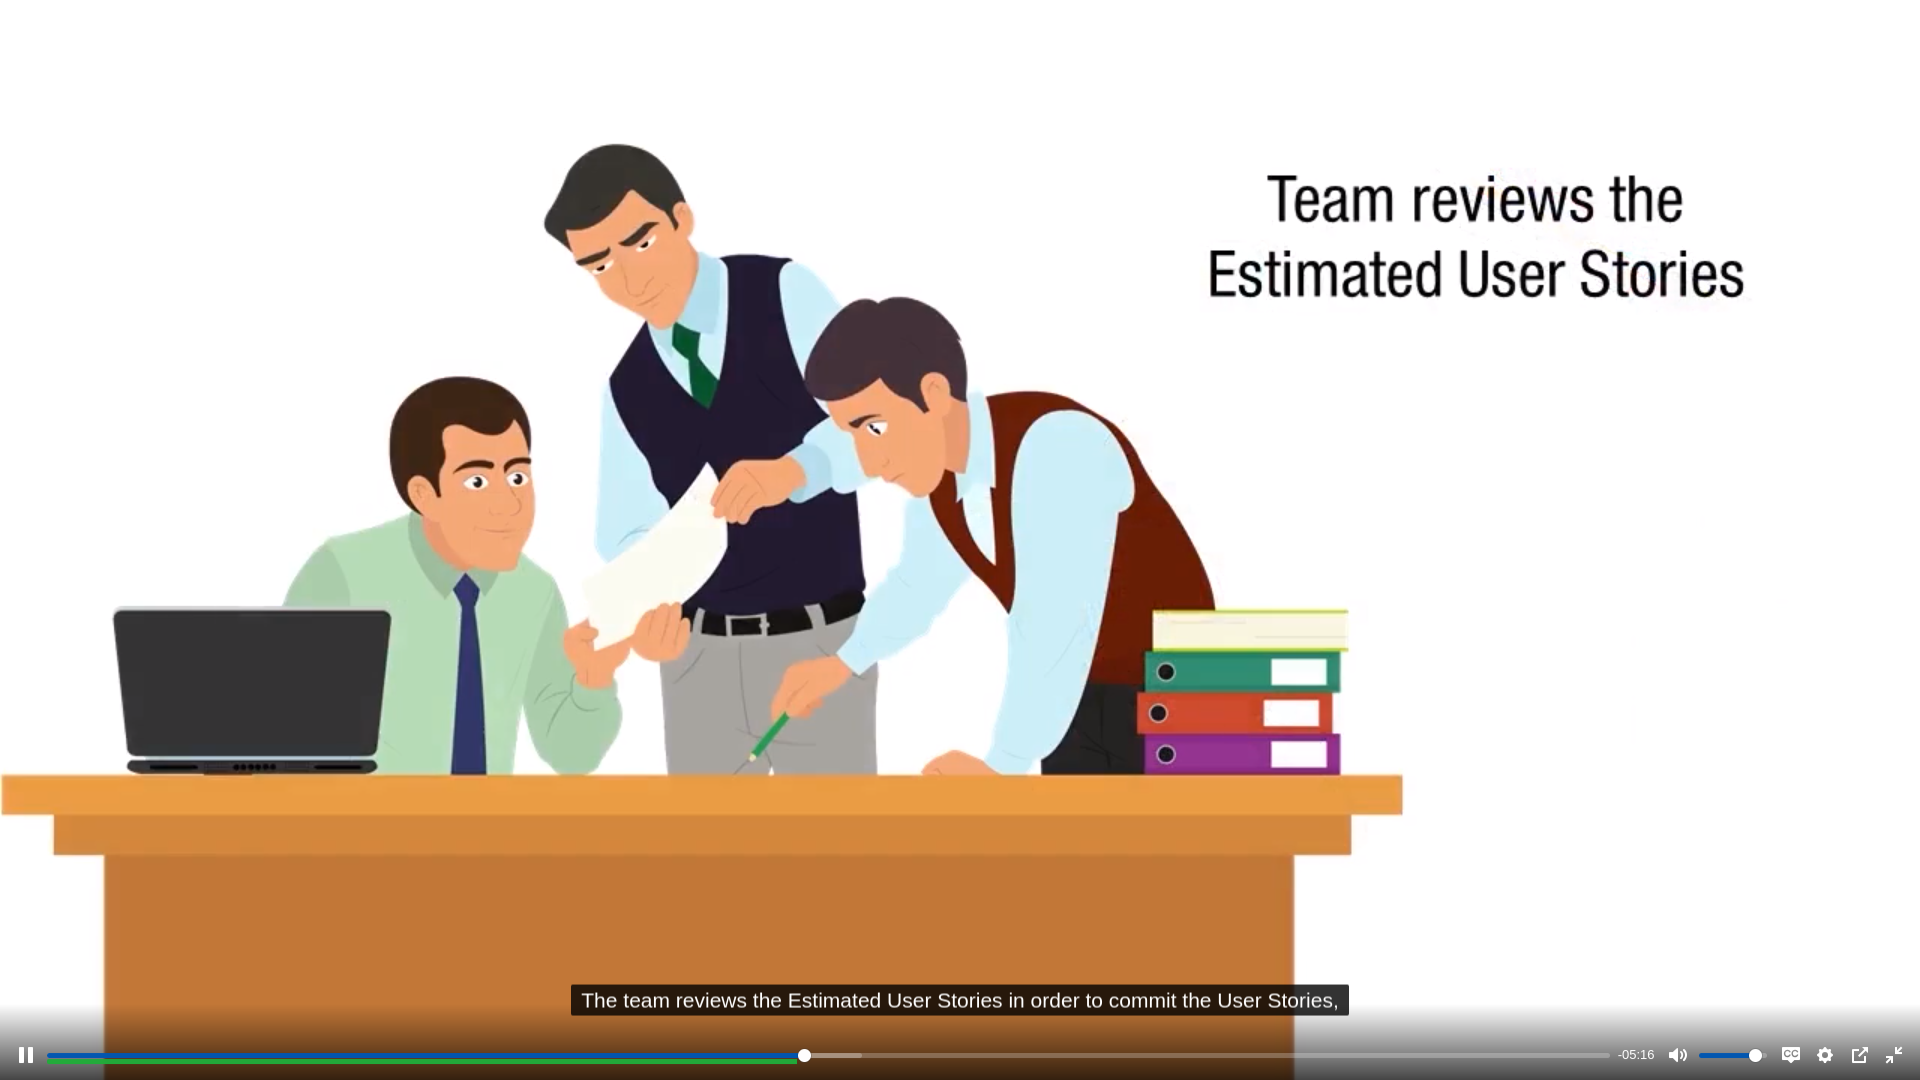 Team reviews the
Estimated User Stories
The team reviews the Estimated User Stories in order to commit the User Stories,
-05:16
CC